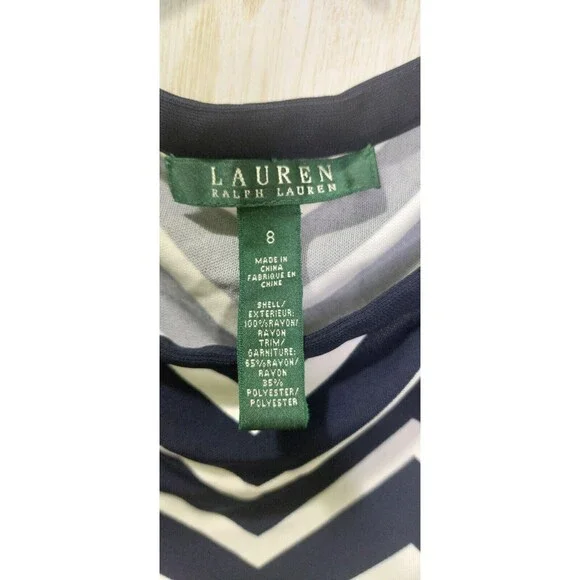 LAUREN
RALPH LAUREN
8
MADE IN
CHINA
FABRIQUE EN
CHINE
SHELL/
EXTERIEUR:
100%RAYON/
RAYON
TRIM/
GARNITURE:
65%RAYON/
RAYON
35%
POLYESTER/
POLYESTER